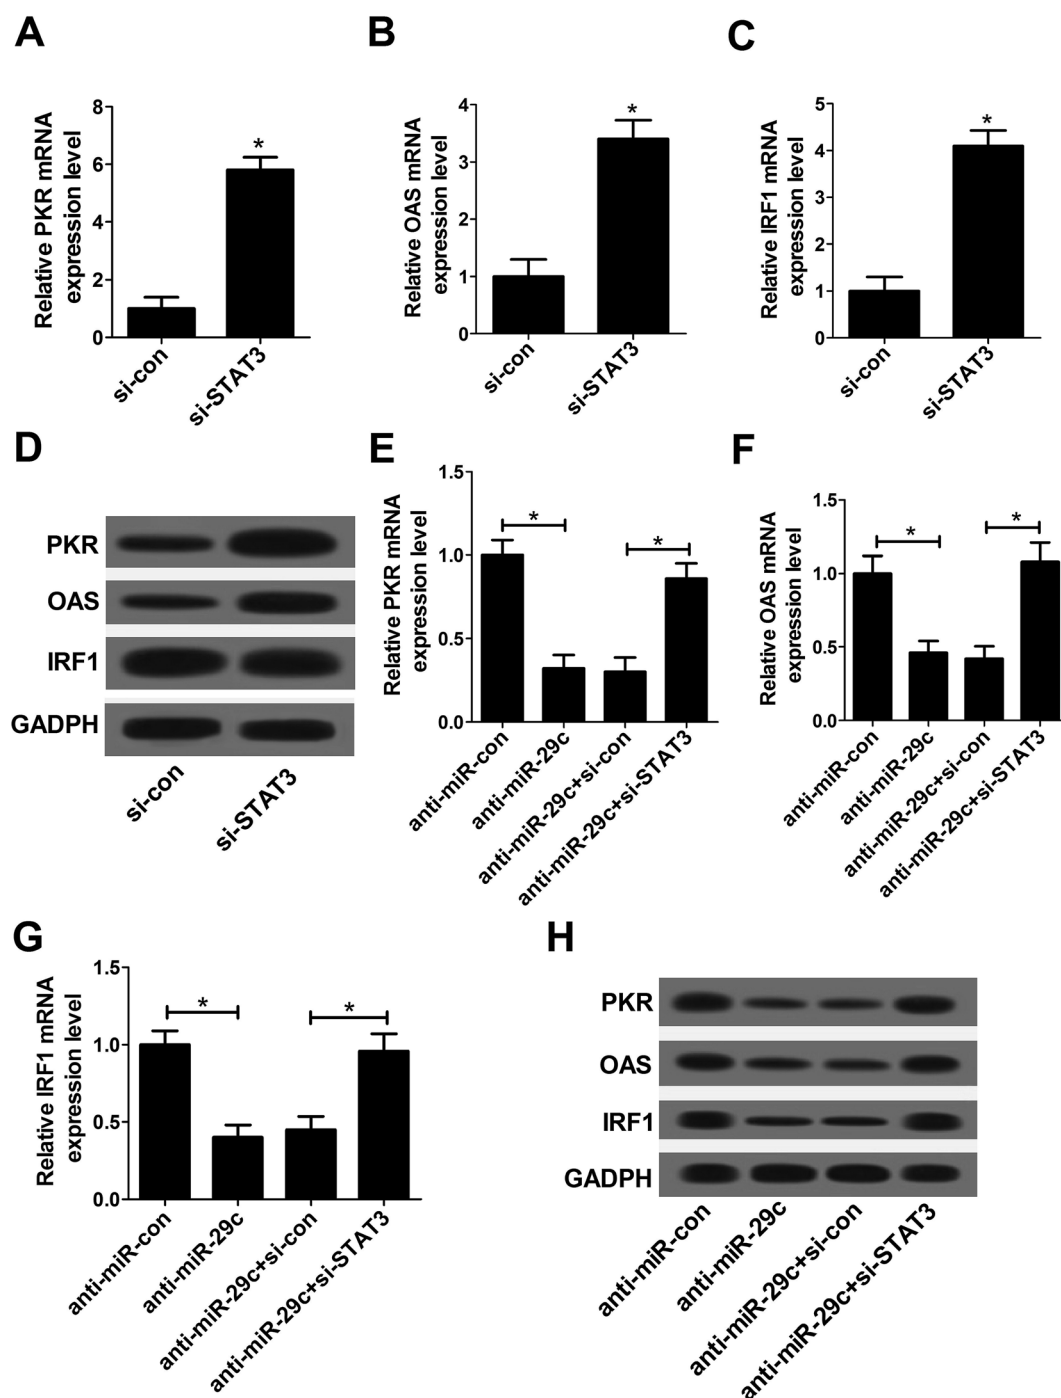 A
Relative PKR mRNA
expression level
8
6
4
2
0
*
si-con
si-STAT3
B
Relative OAS mRNA
expression level
4
3
2
1
0
*
si-con
si-STAT3
C
Relative IRF1 mRNA
expression level
5
4
3
2
1
0
*
si-con
si-STAT3
D
PKR
OAS
IRF1
GADPH
si-con
si-STAT3
E
Relative PKR mRNA
expression level
1.5
1.0
0.5
0.0
*
*
anti-miR-con
anti-miR-29c
anti-miR-29c+si-con
anti-miR-29c+si-STAT3
F
Relative OAS mRNA
expression level
1.5
1.0
0.5
0.0
*
*
anti-miR-con
anti-miR-29c
anti-miR-29c+si-con
anti-miR-29c+si-STAT3
G
Relative IRF1 mRNA
expression level
1.5
1.0
0.5
0.0
*
*
anti-miR-con
anti-miR-29c
anti-miR-29c+si-con
anti-miR-29c+si-STAT3
H
PKR
OAS
IRF1
GADPH
anti-miR-con
anti-miR-29c
anti-miR-29c+si-con
anti-miR-29c+si-STAT3